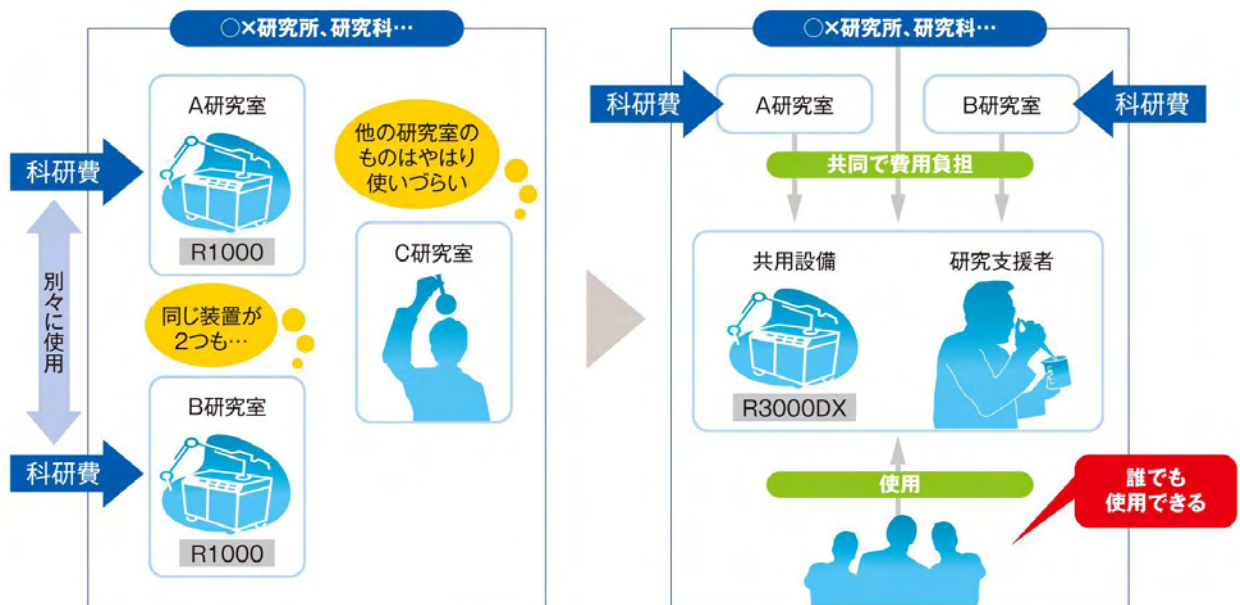 ○×研究所、研究科…
A研究室
科研費
R1000
他の研究室の
ものはやはり
使いづらい
C研究室
別々に使用
同じ装置が
2つも…
B研究室
科研費
R1000
○×研究所、研究科…
科研費
A研究室
B研究室
科研費
共同で費用負担
共用設備
研究支援者
R3000DX
使用
誰でも
使用できる